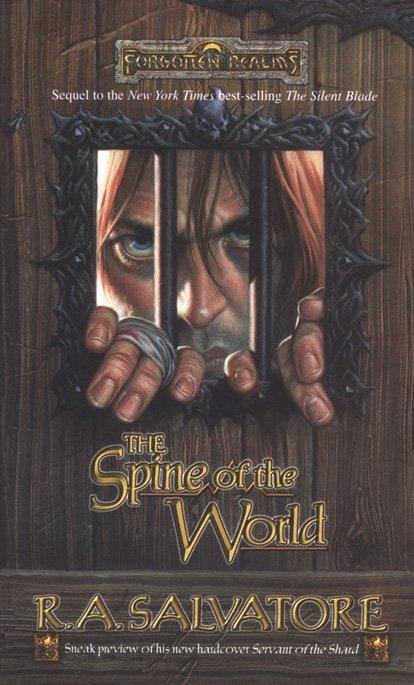 FORGOTTEN REALMS
Sequel to the New York Times best-selling The Silent Blade
THE
Spine of the
World
R.A. SALVATORE
Sneak preview of his new hardcover Servant of the Shard